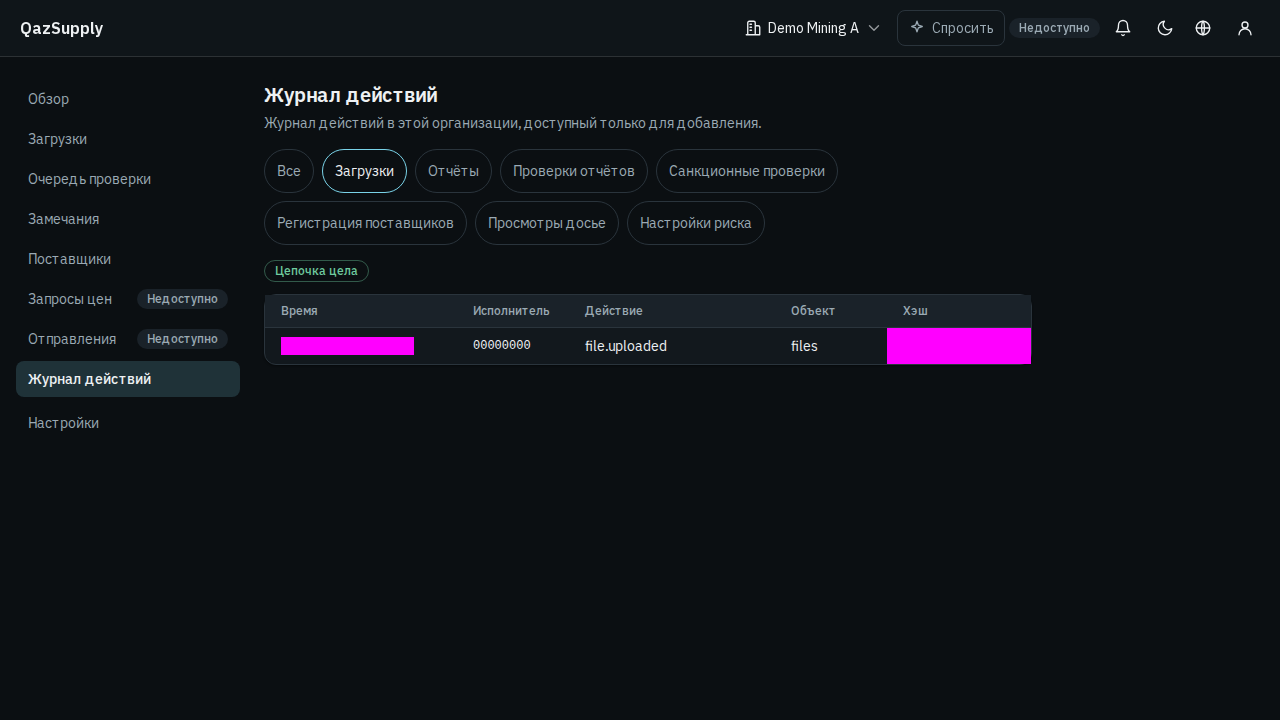 QazSupply
Demo Mining A
Спросить
Недоступно
Обзор
Загрузки
Очередь проверки
Замечания
Поставщики
Запросы цен Недоступно
Отправления Недоступно
Журнал действий
Настройки
Журнал действий
Журнал действий в этой организации, доступный только для добавления.
Все Загрузки Отчёты Проверки отчётов Санкционные проверки
Регистрация поставщиков Просмотры досье Настройки риска
Цепочка цела
Время Исполнитель Действие Объект Хэш
00000000 file.uploaded files